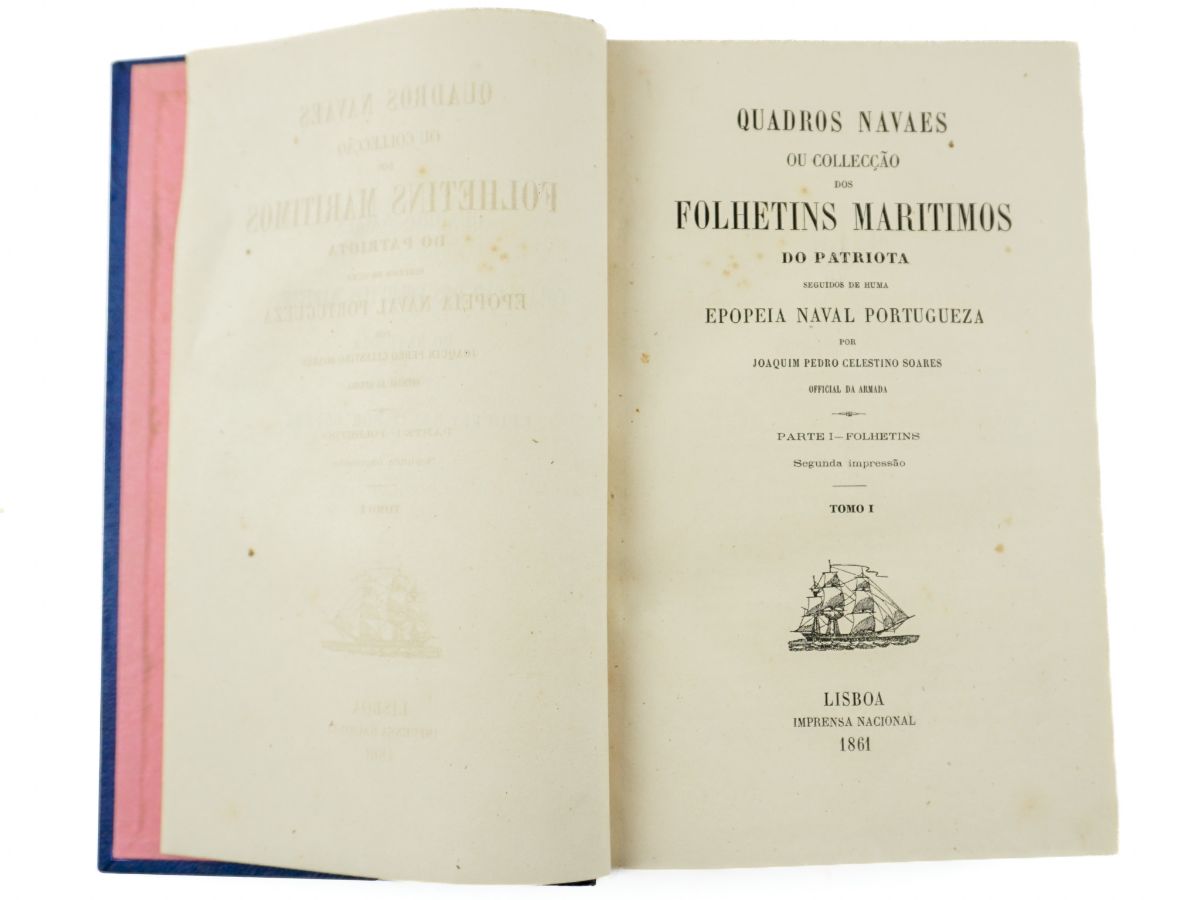 QUADROS NAVAES
OU COLLECÇÃO
DOS
FOLHETINS MARITIMOS
DO PATRIOTA
SEGUIDOS DE HUMA
EPOPEIA NAVAL PORTUGUEZA
POR
JOAQUIM PEDRO CELESTINO SOARES
OFFICIAL DA ARMADA
PARTE I—FOLHETINS
Segunda impressão
TOMO I
LISBOA
IMPRENSA NACIONAL
1861